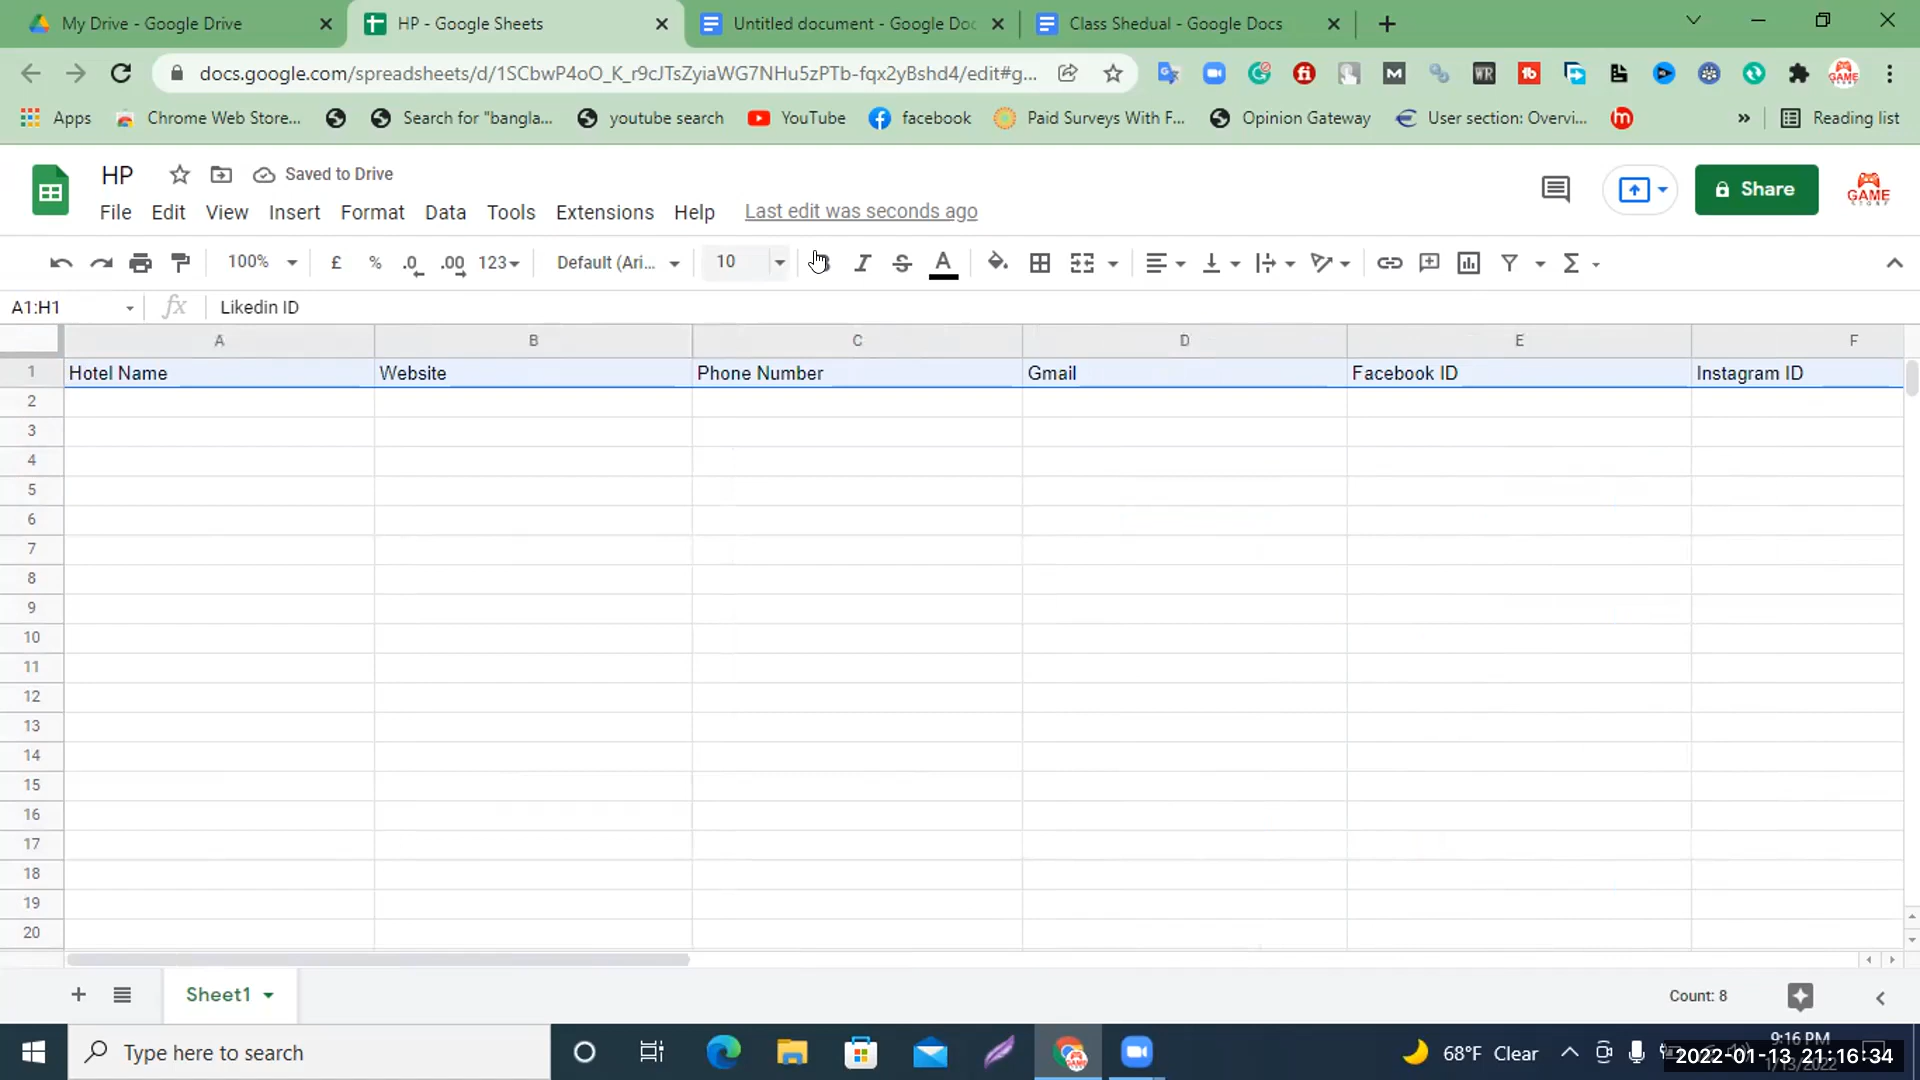 My Drive - Google Drive
HP - Google Sheets
Untitled document - Google Doc
Class Shedual - Google Docs
docs.google.com/spreadsheets/d/1SCbwP4oO_K_r9cJTsZyiaWG7NHu5zPTb-fqx2yBshd4/edit#g...
Apps
Chrome Web Store...
Search for "bangla...
youtube search
YouTube
facebook
Paid Surveys With F...
Opinion Gateway
User section: Overvi...
Reading list
HP
Saved to Drive
Share
GAME
File Edit View Insert Format Data Tools Extensions Help Last edit was seconds ago
100% £ % .0 .00 123 Default (Ari... 10
A1:H1 fx Likedin ID
A B C D E F
1 Hotel Name Website Phone Number Gmail Facebook ID Instagram ID
2
3
4
5
6
7
8
9
10
11
12
13
14
15
16
17
18
19
20
Sheet1
Count: 8
Type here to search
68°F Clear
9:16 PM
1/13/2022
2022-01-13 21:16:34